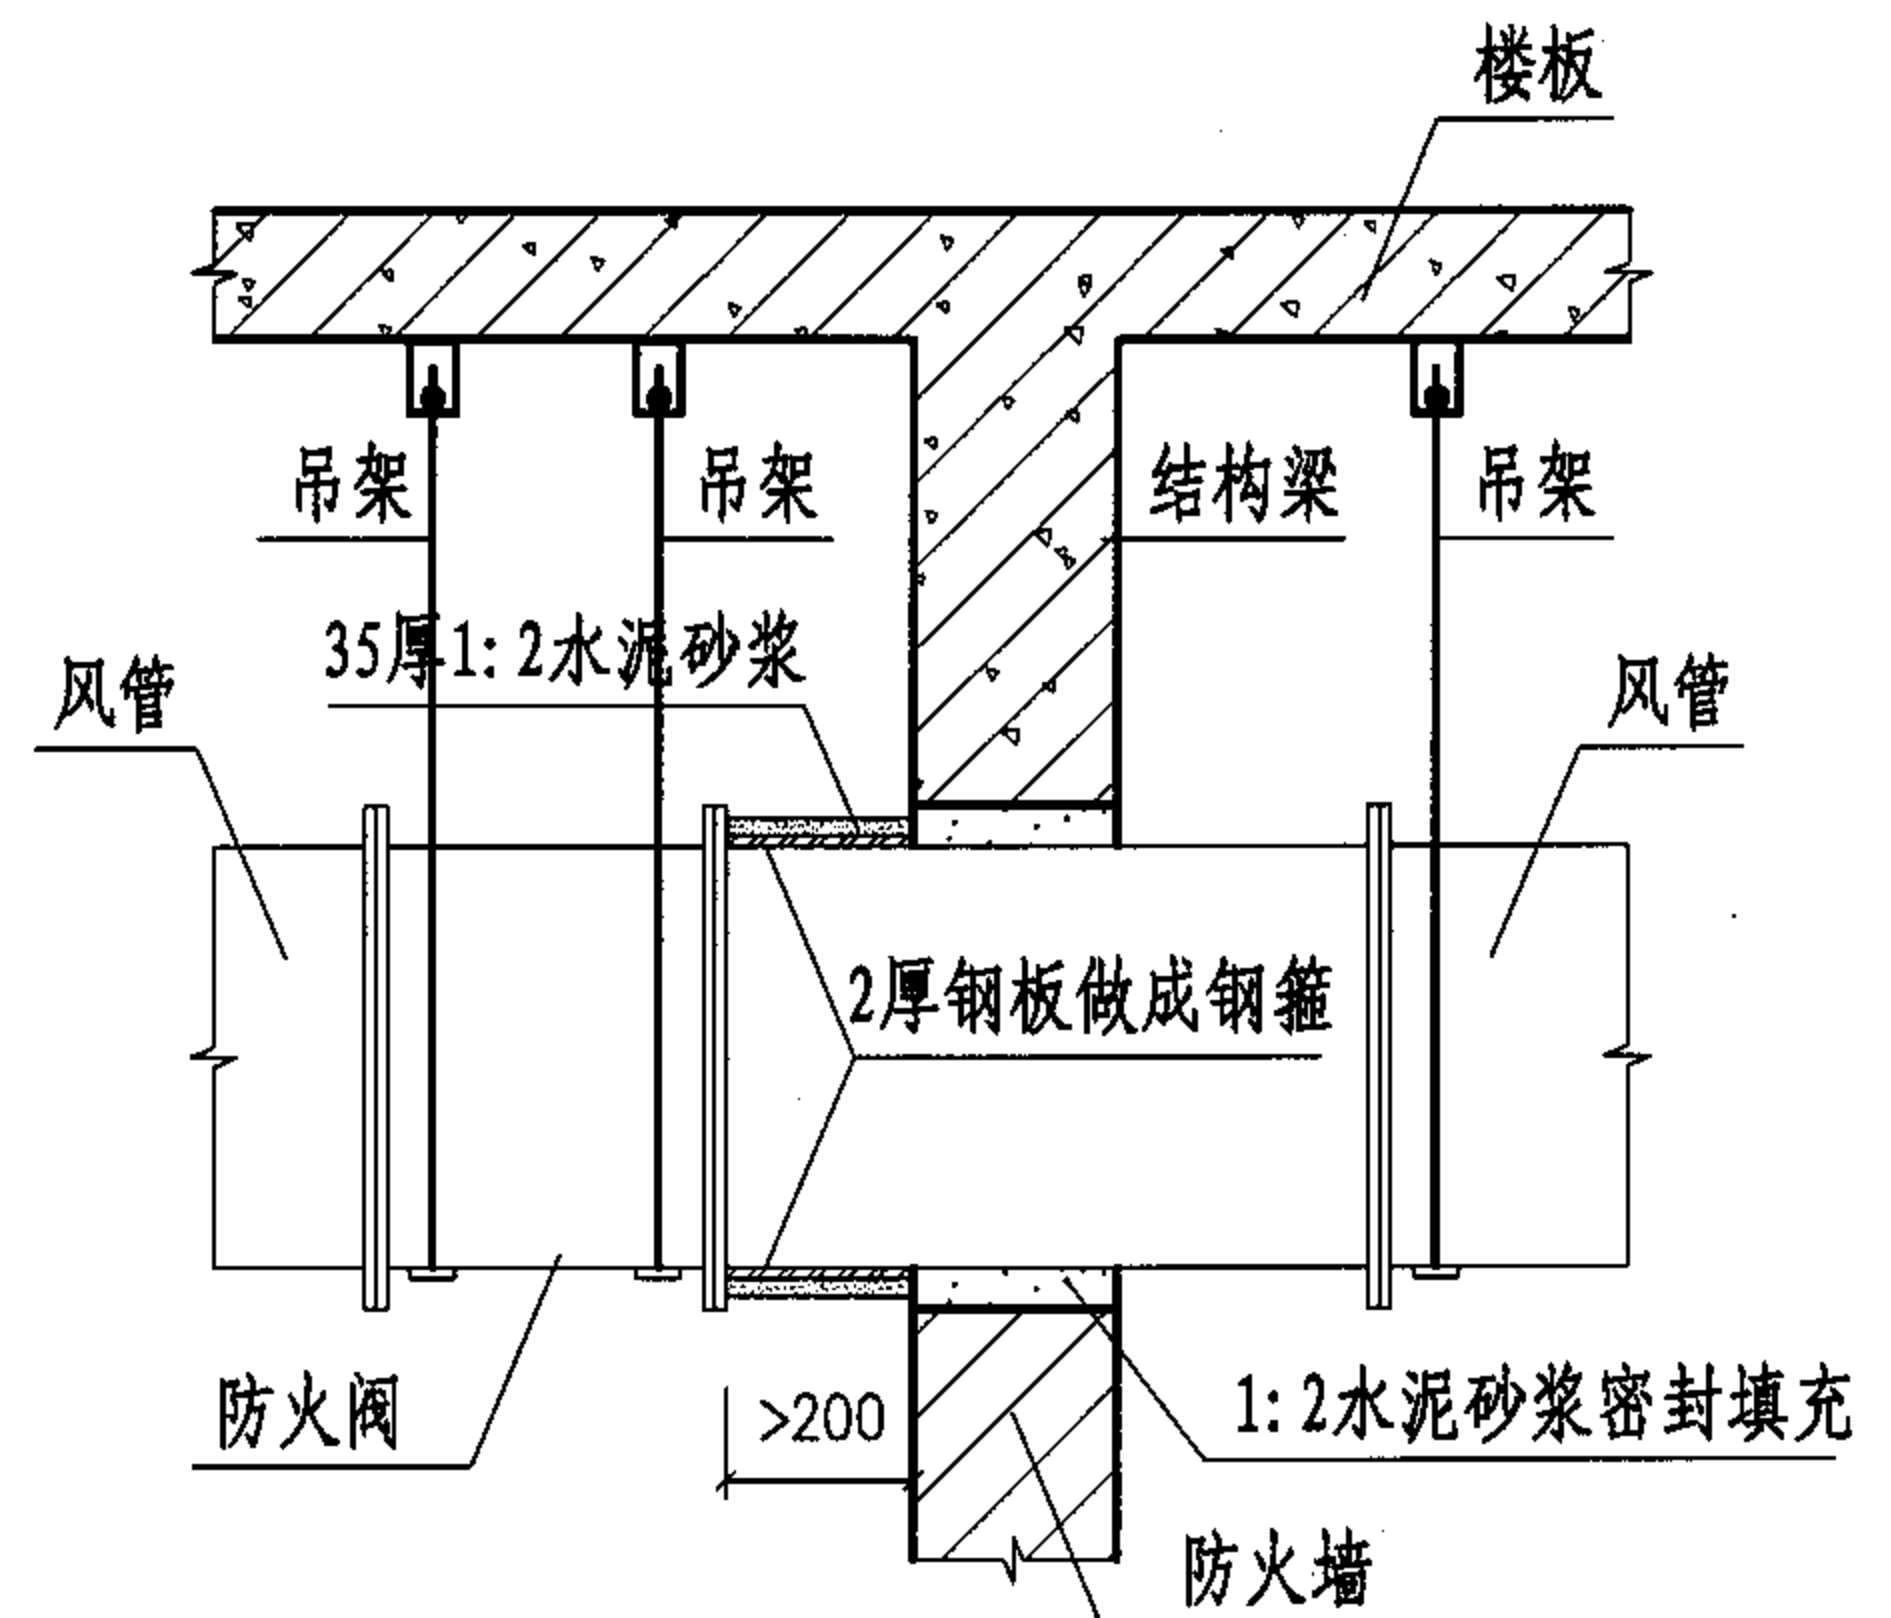 楼板
吊架
吊架
结构梁
吊架
35厚1:2水泥砂浆
风管
风管
2厚钢板做成钢箍
防火阀
>200
1:2水泥砂浆密封填充
防火墙